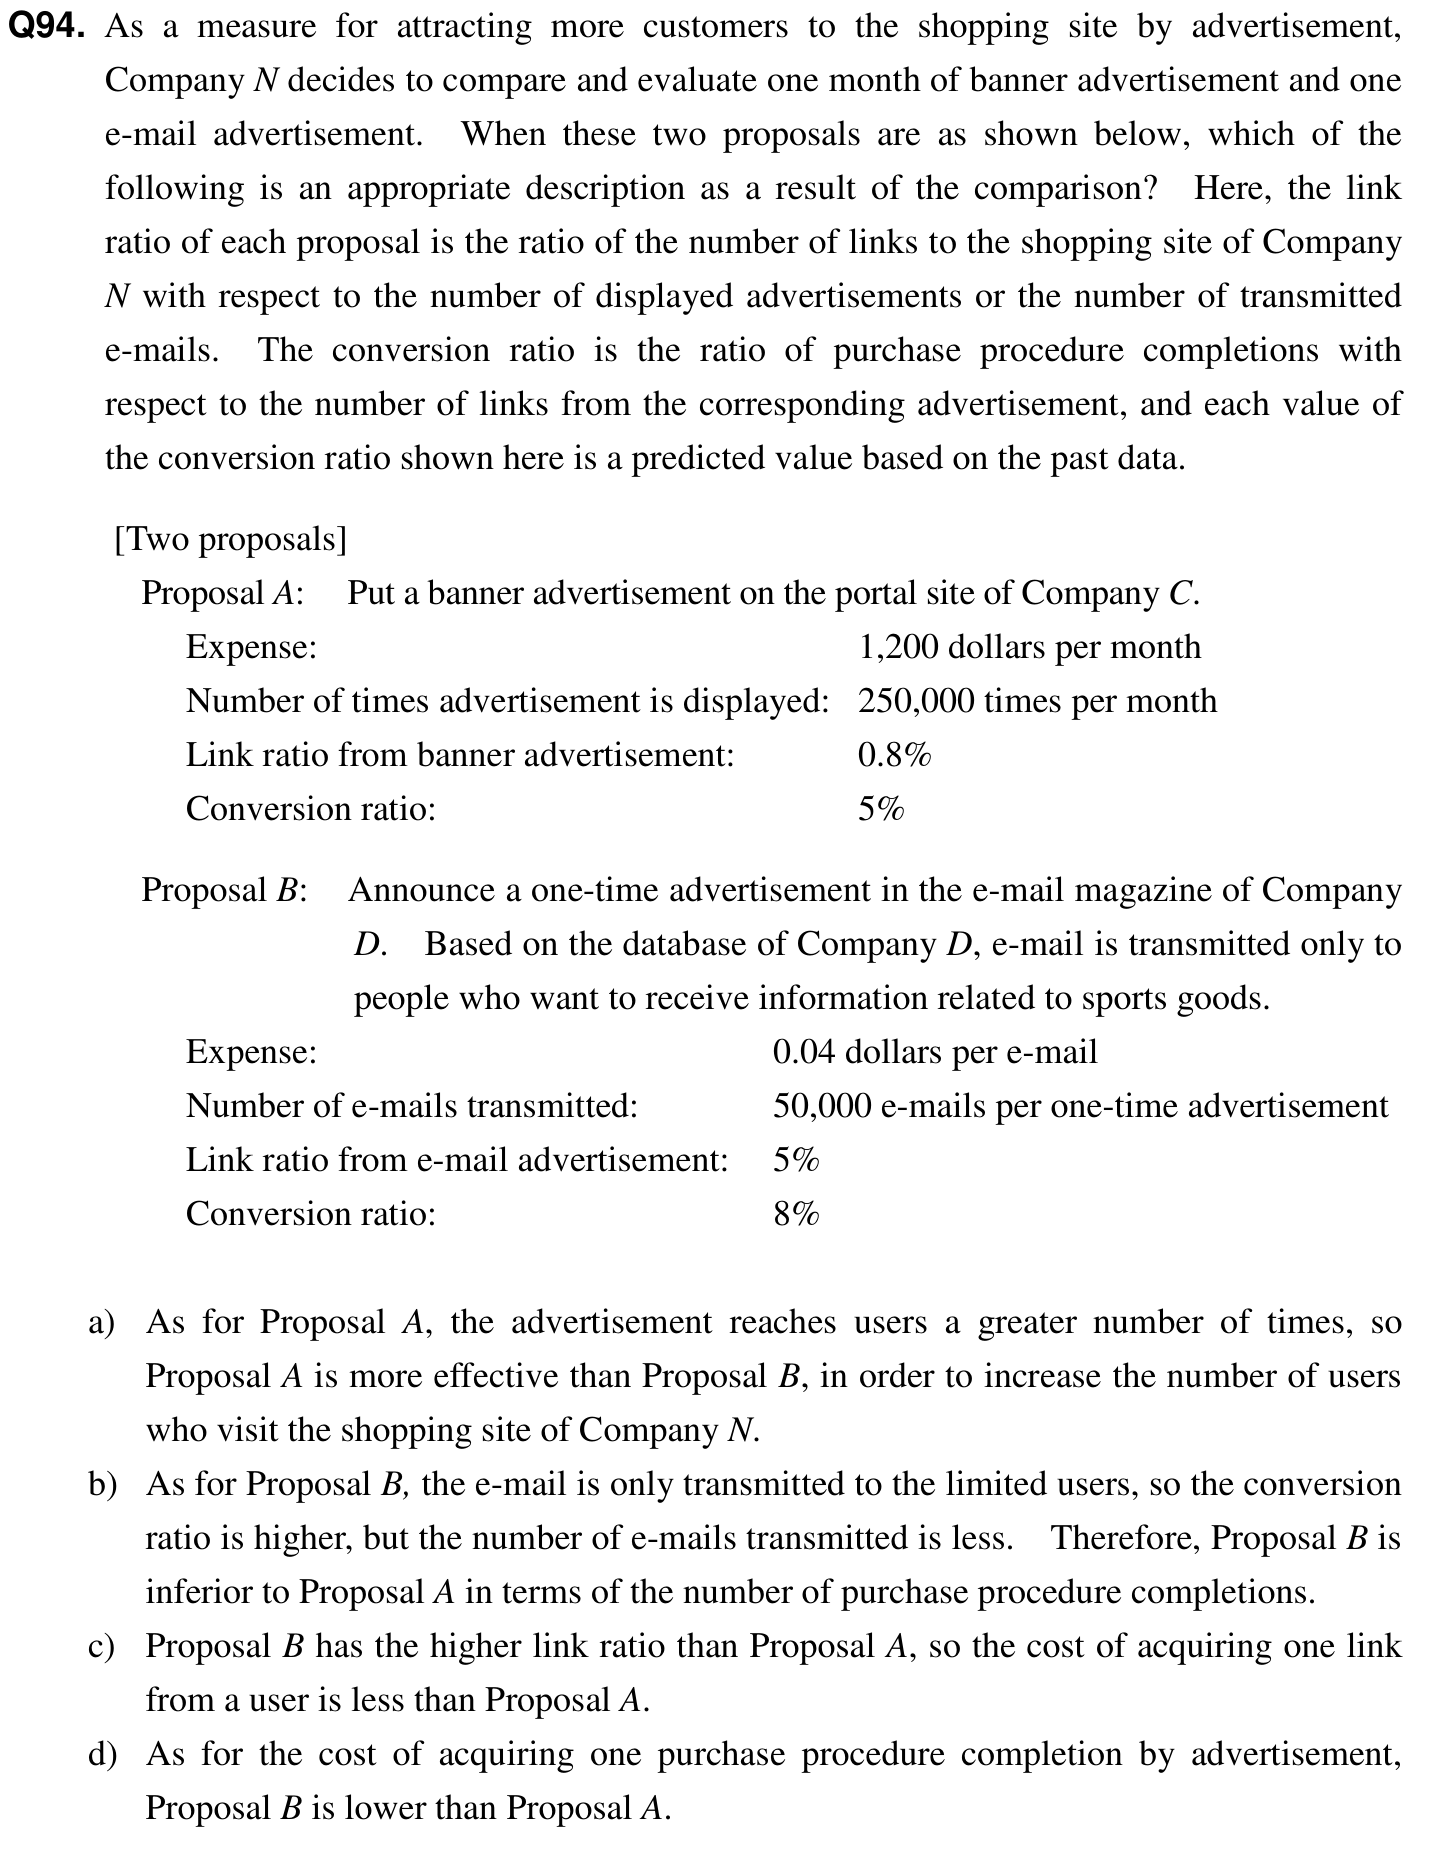 Q94. As a measure for attracting more customers to the shopping site by advertisement,
Company N decides to compare and evaluate one month of banner advertisement and one
e-mail advertisement. When these two proposals are as shown below, which of the
following is an appropriate description as a result of the comparison? Here, the link
ratio of each proposal is the ratio of the number of links to the shopping site of Company
N with respect to the number of displayed advertisements or the number of transmitted
e-mails. The conversion ratio is the ratio of purchase procedure completions with
respect to the number of links from the corresponding advertisement, and each value of
the conversion ratio shown here is a predicted value based on the past data.
[Two proposals]
Proposal A: Put a banner advertisement on the portal site of Company C.
Expense: 1,200 dollars per month
Number of times advertisement is displayed: 250,000 times per month
Link ratio from banner advertisement: 0.8%
Conversion ratio: 5%
Proposal B: Announce a one-time advertisement in the e-mail magazine of Company
D. Based on the database of Company D, e-mail is transmitted only to
people who want to receive information related to sports goods.
Expense: 0.04 dollars per e-mail
Number of e-mails transmitted: 50,000 e-mails per one-time advertisement
Link ratio from e-mail advertisement: 5%
Conversion ratio: 8%
a) As for Proposal A, the advertisement reaches users a greater number of times, so
Proposal A is more effective than Proposal B, in order to increase the number of users
who visit the shopping site of Company N.
b) As for Proposal B, the e-mail is only transmitted to the limited users, so the conversion
ratio is higher, but the number of e-mails transmitted is less. Therefore, Proposal B is
inferior to Proposal A in terms of the number of purchase procedure completions.
c) Proposal B has the higher link ratio than Proposal A, so the cost of acquiring one link
from a user is less than Proposal A.
d) As for the cost of acquiring one purchase procedure completion by advertisement,
Proposal B is lower than Proposal A.